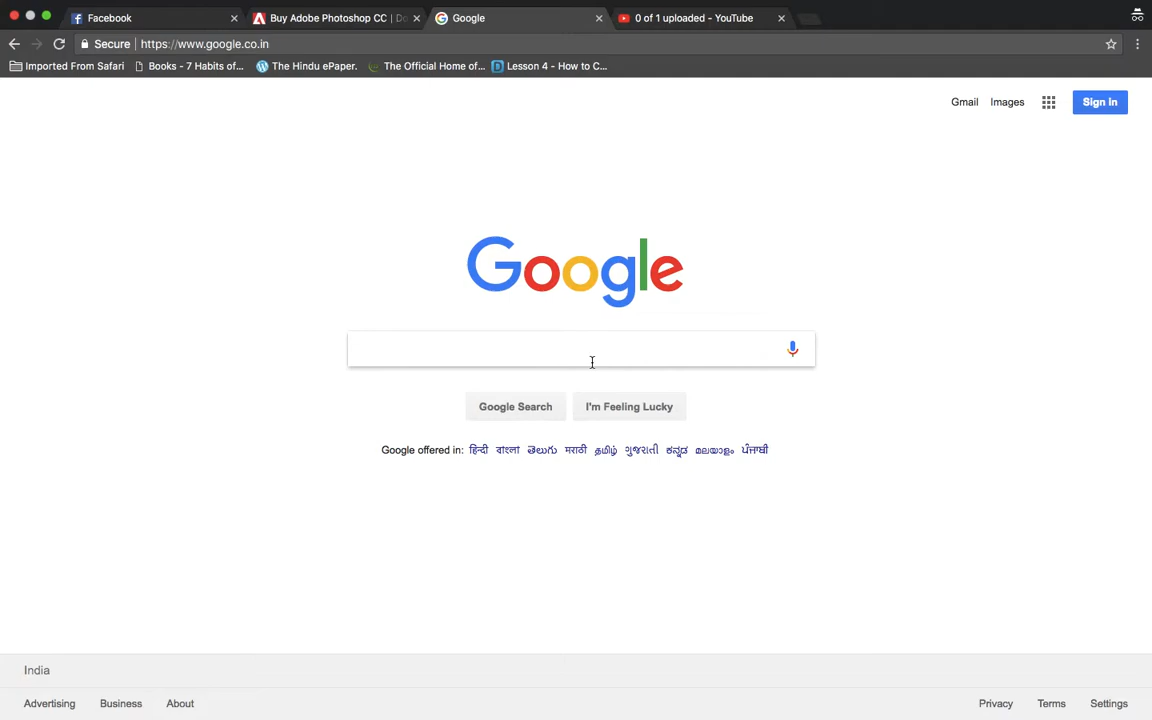 Facebook
Buy Adobe Photoshop CC | Do
Google
0 of 1 uploaded - YouTube
Secure | https://www.google.co.in
Imported From Safari
Books - 7 Habits of...
The Hindu ePaper.
The Official Home of...
Lesson 4 - How to C...
Gmail
Images
Sign in
Google
Google Search
I'm Feeling Lucky
Google offered in: हिन्दी বাংলা తెలుగు मराठी தமிழ் ગુજરાતી ಕನ್ನಡ മലയാളം ਪੰਜਾਬੀ
India
Advertising
Business
About
Privacy
Terms
Settings